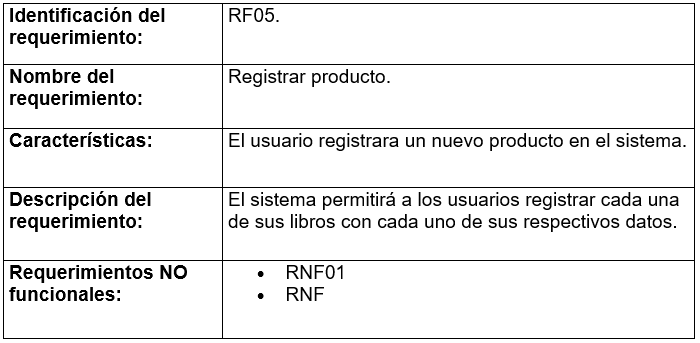 Identificación del
requerimiento:
RF05.
Nombre del
requerimiento:
Registrar producto.
Características:
El usuario registrara un nuevo producto en el sistema.
Descripción del
requerimiento:
El sistema permitirá a los usuarios registrar cada una
de sus libros con cada uno de sus respectivos datos.
Requerimientos NO
funcionales:
• RNF01
• RNF